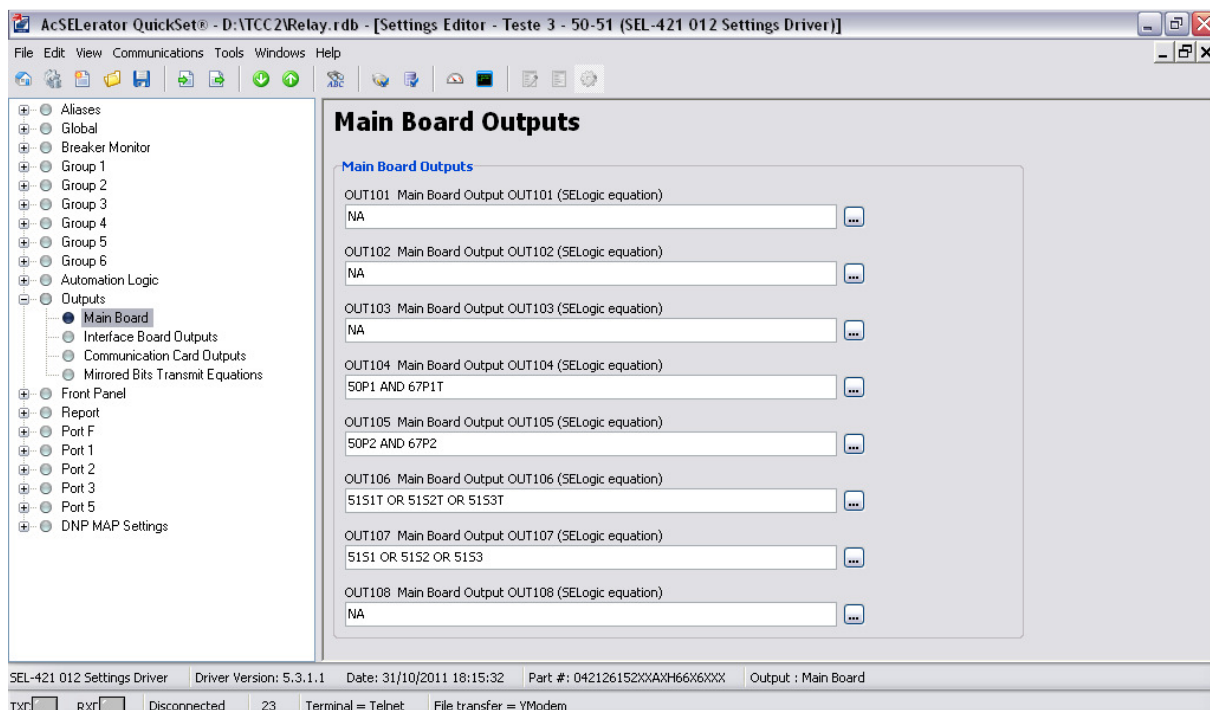 AcSELerator QuickSet® - D:\TCC2\Relay.rdb - [Settings Editor - Teste 3 - 50-51 (SEL-421 012 Settings Driver)]
File Edit View Communications Tools Windows Help
Aliases
Global
Breaker Monitor
Group 1
Group 2
Group 3
Group 4
Group 5
Group 6
Automation Logic
Outputs
Main Board
Interface Board Outputs
Communication Card Outputs
Mirrored Bits Transmit Equations
Front Panel
Report
Port F
Port 1
Port 2
Port 3
Port 5
DNP MAP Settings
Main Board Outputs
Main Board Outputs
OUT101 Main Board Output OUT101 (SELogic equation)
NA
...
OUT102 Main Board Output OUT102 (SELogic equation)
NA
...
OUT103 Main Board Output OUT103 (SELogic equation)
NA
...
OUT104 Main Board Output OUT104 (SELogic equation)
50P1 AND 67P1T
...
OUT105 Main Board Output OUT105 (SELogic equation)
50P2 AND 67P2
...
OUT106 Main Board Output OUT106 (SELogic equation)
51S1T OR 51S2T OR 51S3T
...
OUT107 Main Board Output OUT107 (SELogic equation)
51S1 OR 51S2 OR 51S3
...
OUT108 Main Board Output OUT108 (SELogic equation)
NA
...
SEL-421 012 Settings Driver Driver Version: 5.3.1.1 Date: 31/10/2011 18:15:32 Part #: 042126152XXAXH66X6XXX Output : Main Board
TXD RXD Disconnected 23 Terminal = Telnet File transfer = YModem